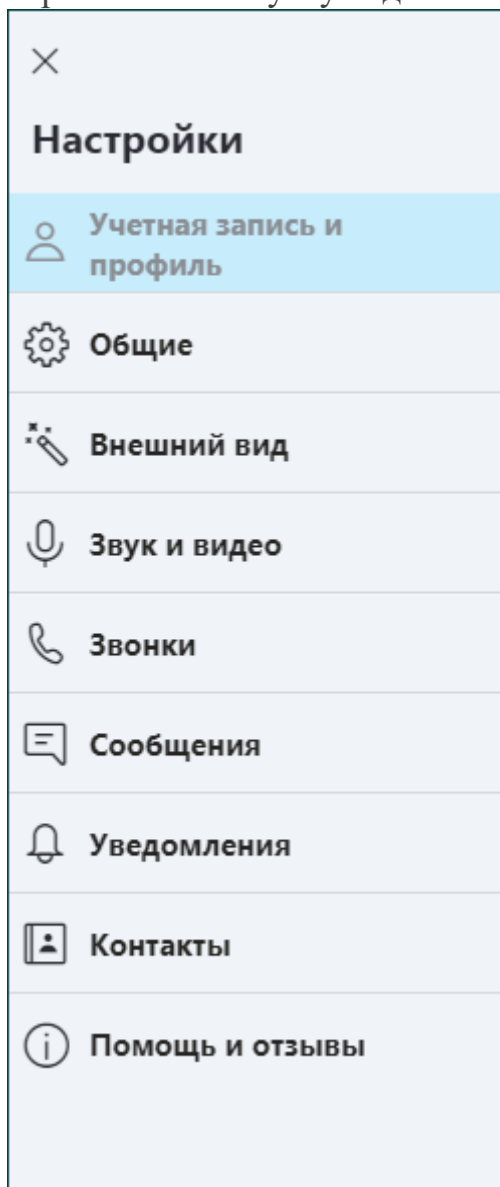 Настройки
Учетная запись и
профиль
Общие
Внешний вид
Звук и видео
Звонки
Сообщения
Уведомления
Контакты
Помощь и отзывы